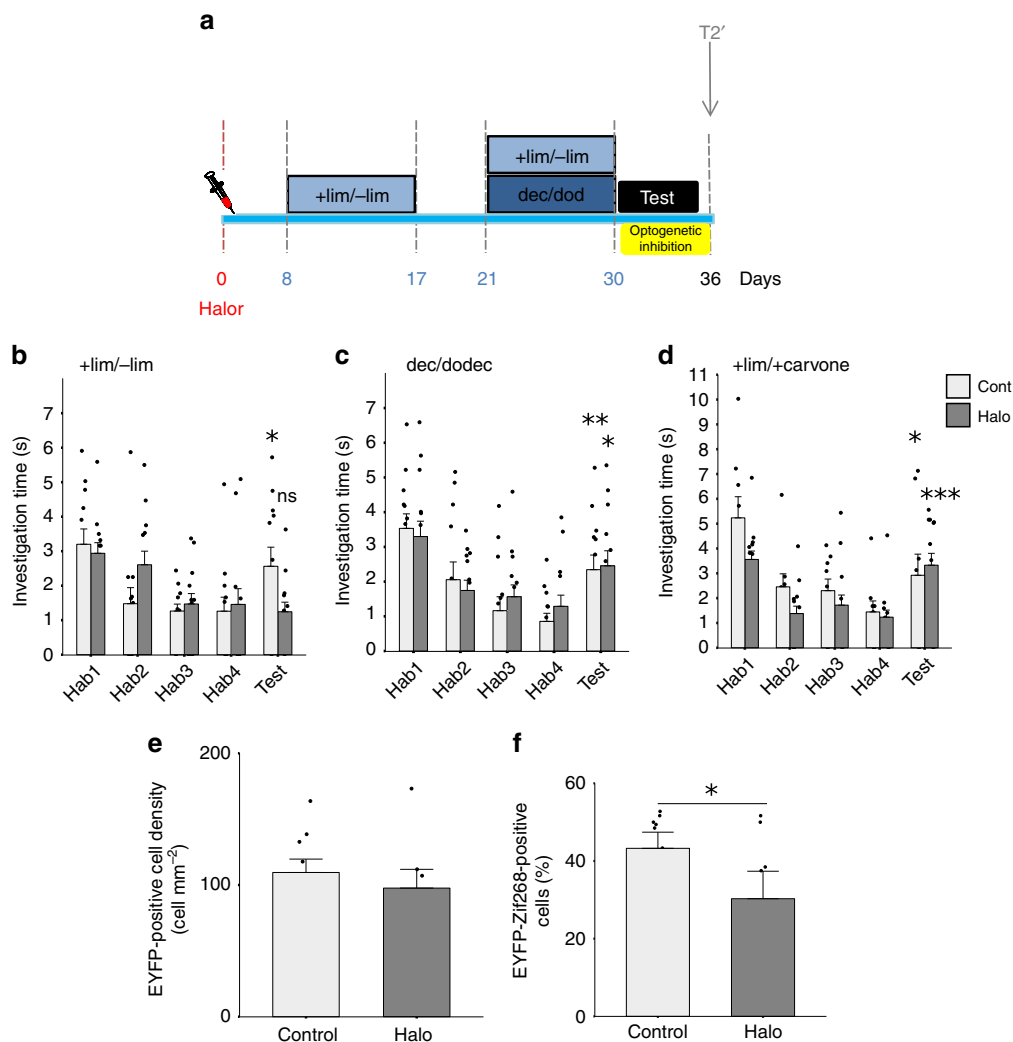 a
T2′
+lim/–lim
+lim/–lim
dec/dod
Test
Optogenetic
inhibition
0 8 17 21 30 36 Days
Halor
b +lim/–lim
Investigation time (s)
7
6
5
4
3
2
1
0
*
ns
Hab1 Hab2 Hab3 Hab4 Test
c dec/dodec
Investigation time (s)
7
6
5
4
3
2
1
0
**
*
Hab1 Hab2 Hab3 Hab4 Test
d +lim/+carvone
Investigation time (s)
11
10
9
8
7
6
5
4
3
2
1
0
*
***
Hab1 Hab2 Hab3 Hab4 Test
Cont
Halo
e
EYFP-positive cell density
(cell mm⁻²)
200
100
0
Control Halo
f
EYFP-Zif268-positive
cells (%)
60
40
20
0
*
Control Halo